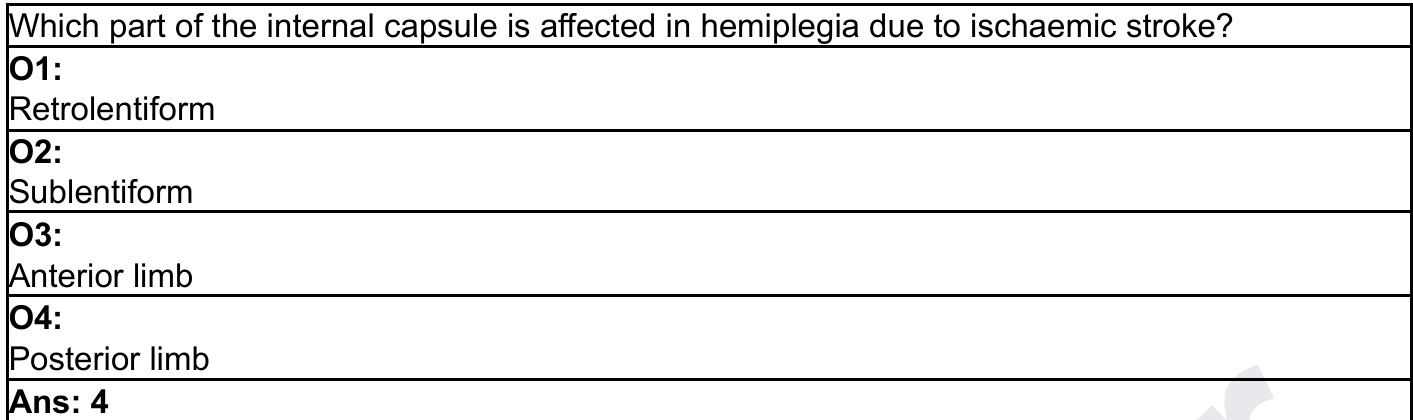 Which part of the internal capsule is affected in hemiplegia due to ischaemic stroke?
O1:
Retrolentiform
O2:
Sublentiform
O3:
Anterior limb
O4:
Posterior limb
Ans: 4